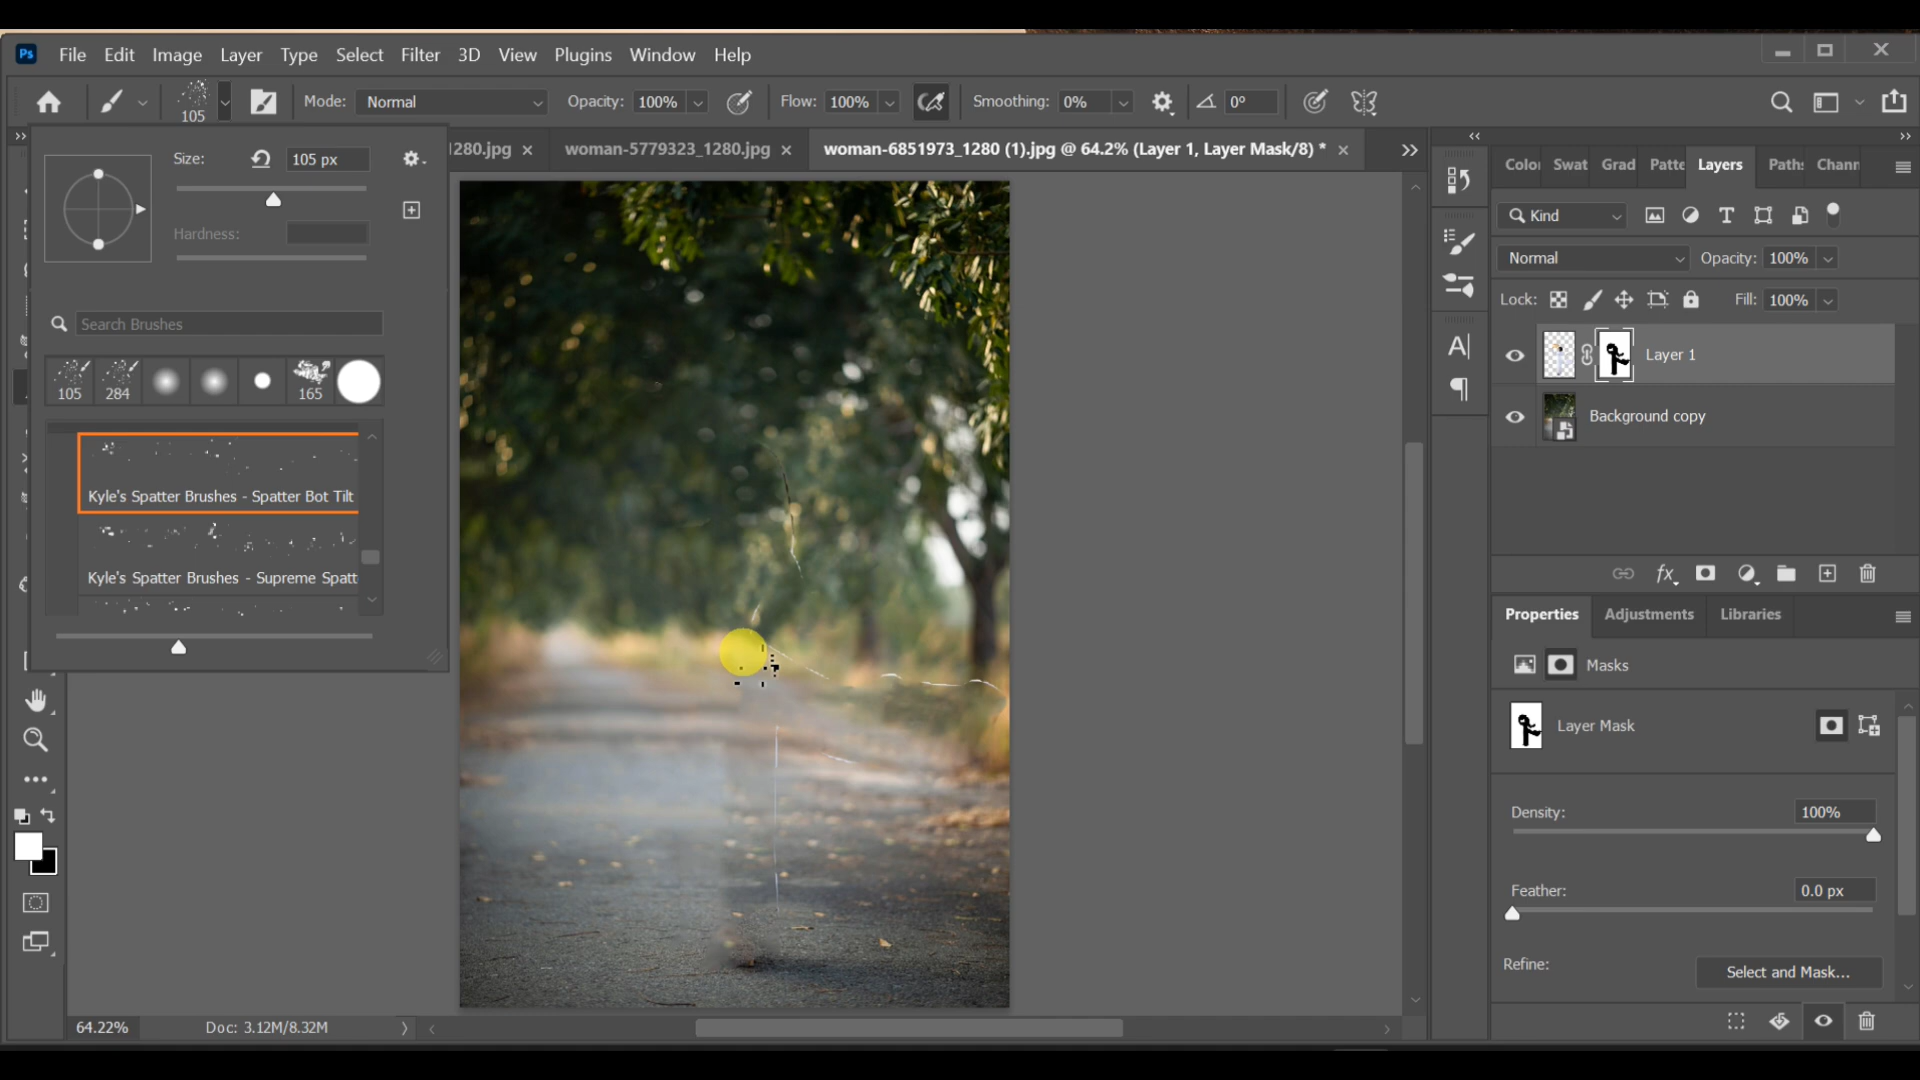 Ps File Edit Image Layer Type Select Filter 3D View Plugins Window Help
105 Mode: Normal Opacity: 100% Flow: 100% Smoothing: 0% 0°
1280.jpg × woman-5779323_1280.jpg × woman-6851973_1280 (1).jpg @ 64.2% (Layer 1, Layer Mask/8) * ×
Size: 105 px
Hardness:
Search Brushes
105 284 165
Kyle's Spatter Brushes - Spatter Bot Tilt
Kyle's Spatter Brushes - Supreme Spatt
Colo Swat Grad Patte Layers Paths Chann
Kind
Normal Opacity: 100%
Lock: Fill: 100%
Layer 1
Background copy
fx
Properties Adjustments Libraries
Masks
Layer Mask
Density: 100%
Feather: 0.0 px
Refine: Select and Mask...
64.22% Doc: 3.12M/8.32M